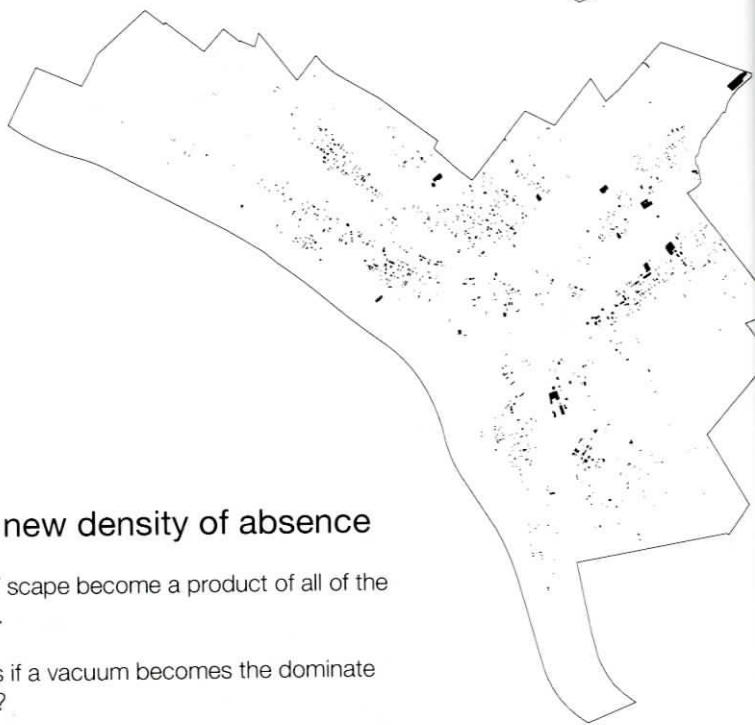 new density of absence
scape become a product of all of the
.
if a vacuum becomes the dominate
?